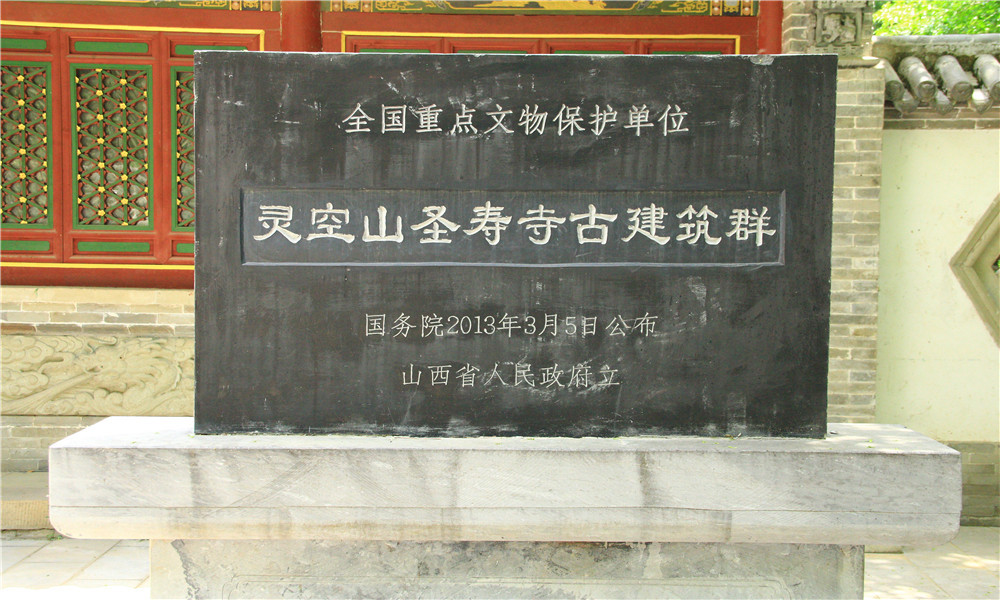 全国重点文物保护单位
灵空山圣寿寺古建筑群
国务院2013年3月5日公布
山西省人民政府立